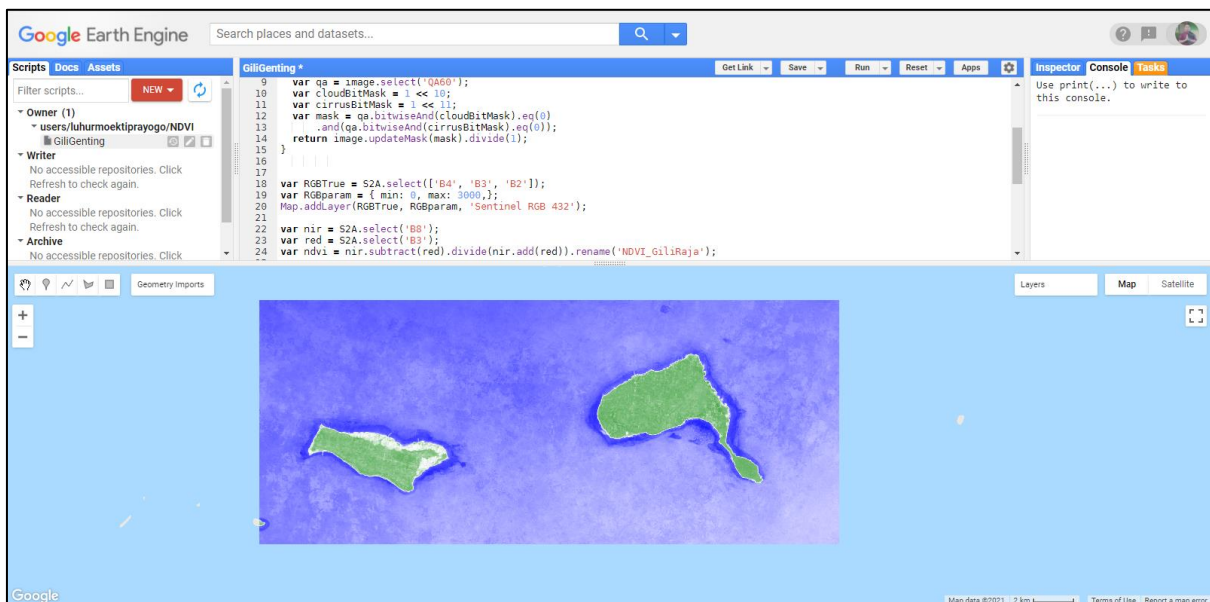 Google Earth Engine
Search places and datasets...
Scripts Docs Assets
Filter scripts...
NEW
Owner (1)
users/luhurmoektiprayogo/NDVI
GiliGenting
Writer
No accessible repositories. Click
Refresh to check again.
Reader
No accessible repositories. Click
Refresh to check again.
Archive
No accessible repositories. Click
GiliGenting *
Get Link Save Run Reset Apps
9 var qa = image.select('QA60');
10 var cloudBitMask = 1 << 10;
11 var cirrusBitMask = 1 << 11;
12 var mask = qa.bitwiseAnd(cloudBitMask).eq(0)
13 .and(qa.bitwiseAnd(cirrusBitMask).eq(0));
14 return image.updateMask(mask).divide(1);
15 }
16
17
18 var RGBTrue = S2A.select(['B4', 'B3', 'B2']);
19 var RGBparam = { min: 0, max: 3000,};
20 Map.addLayer(RGBTrue, RGBparam, 'Sentinel RGB 432');
21
22 var nir = S2A.select('B8');
23 var red = S2A.select('B3');
24 var ndvi = nir.subtract(red).divide(nir.add(red)).rename('NDVI_GiliRaja');
Inspector Console Tasks
Use print(...) to write to
this console.
Geometry Imports
Layers
Map Satellite
+
−
Google
Map data ©2021 2 km Terms of Use Report a map error